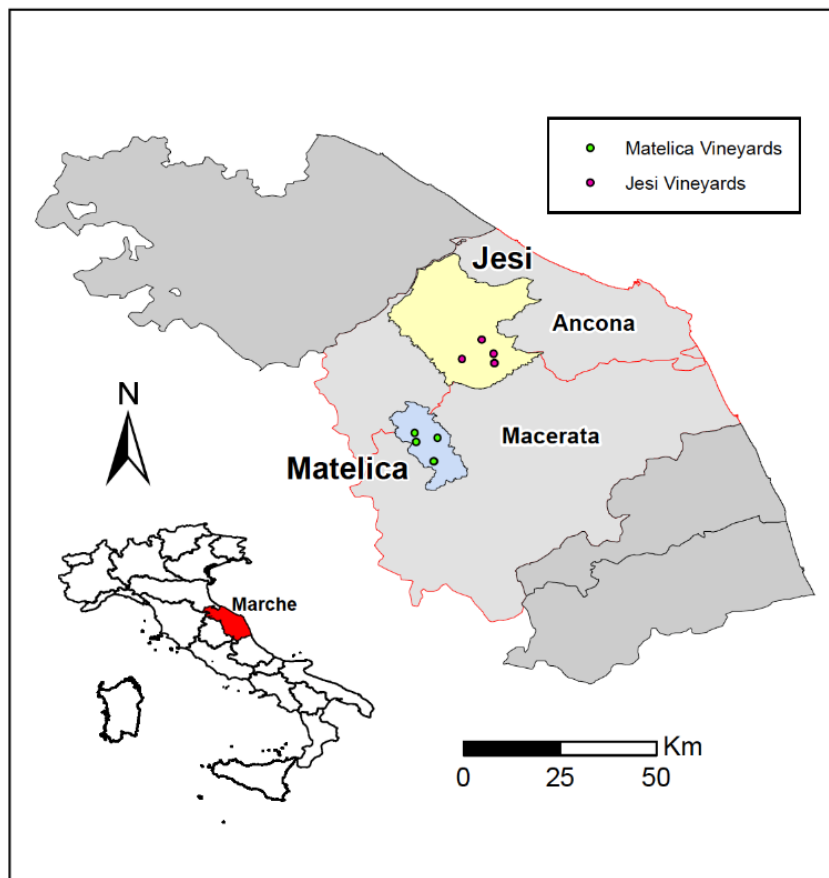 Matelica Vineyards
Jesi Vineyards
Jesi
Ancona
Macerata
Matelica
N
Marche
Km
0 25 50